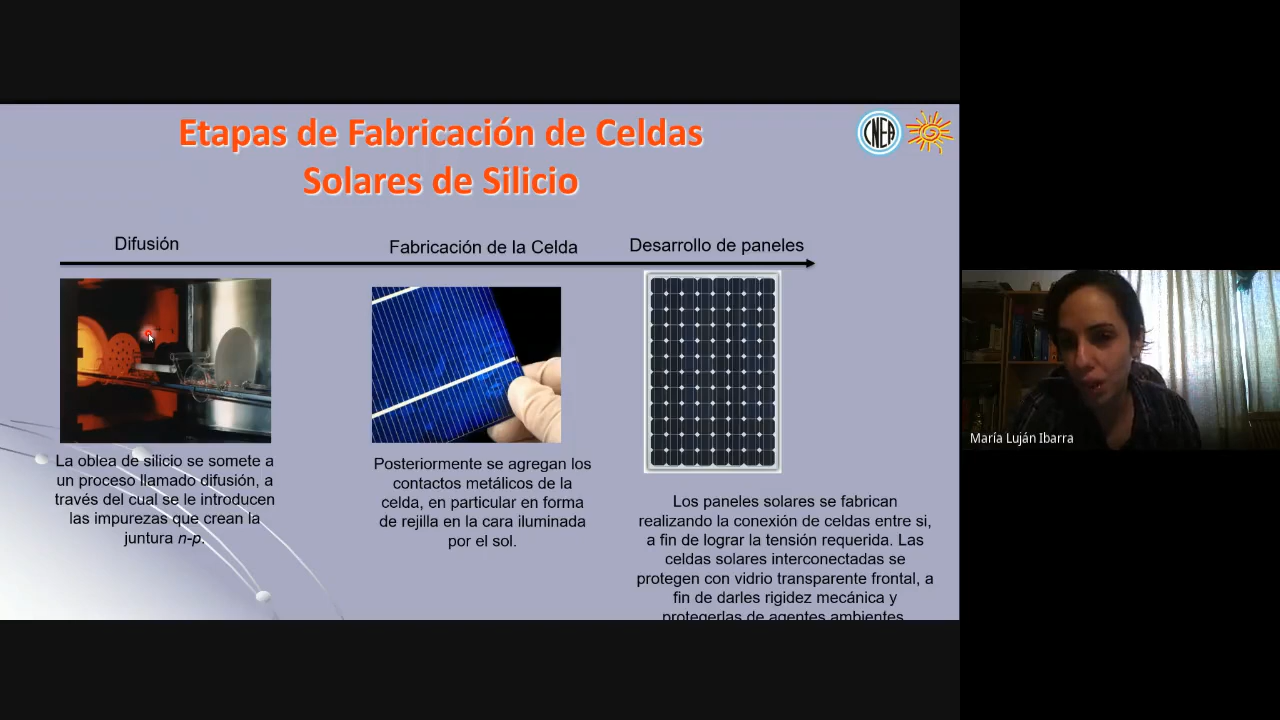 Etapas de Fabricación de Celdas
Solares de Silicio
CNEA
Difusión
Fabricación de la Celda
Desarrollo de paneles
La oblea de silicio se somete a
un proceso llamado difusión, a
través del cual se le introducen
las impurezas que crean la
juntura n-p.
Posteriormente se agregan los
contactos metálicos de la
celda, en particular en forma
de rejilla en la cara iluminada
por el sol.
Los paneles solares se fabrican
realizando la conexión de celdas entre si,
a fin de lograr la tensión requerida. Las
celdas solares interconectadas se
protegen con vidrio transparente frontal, a
fin de darles rigidez mecánica y
protegerlas de agentes ambientes
María Luján Ibarra